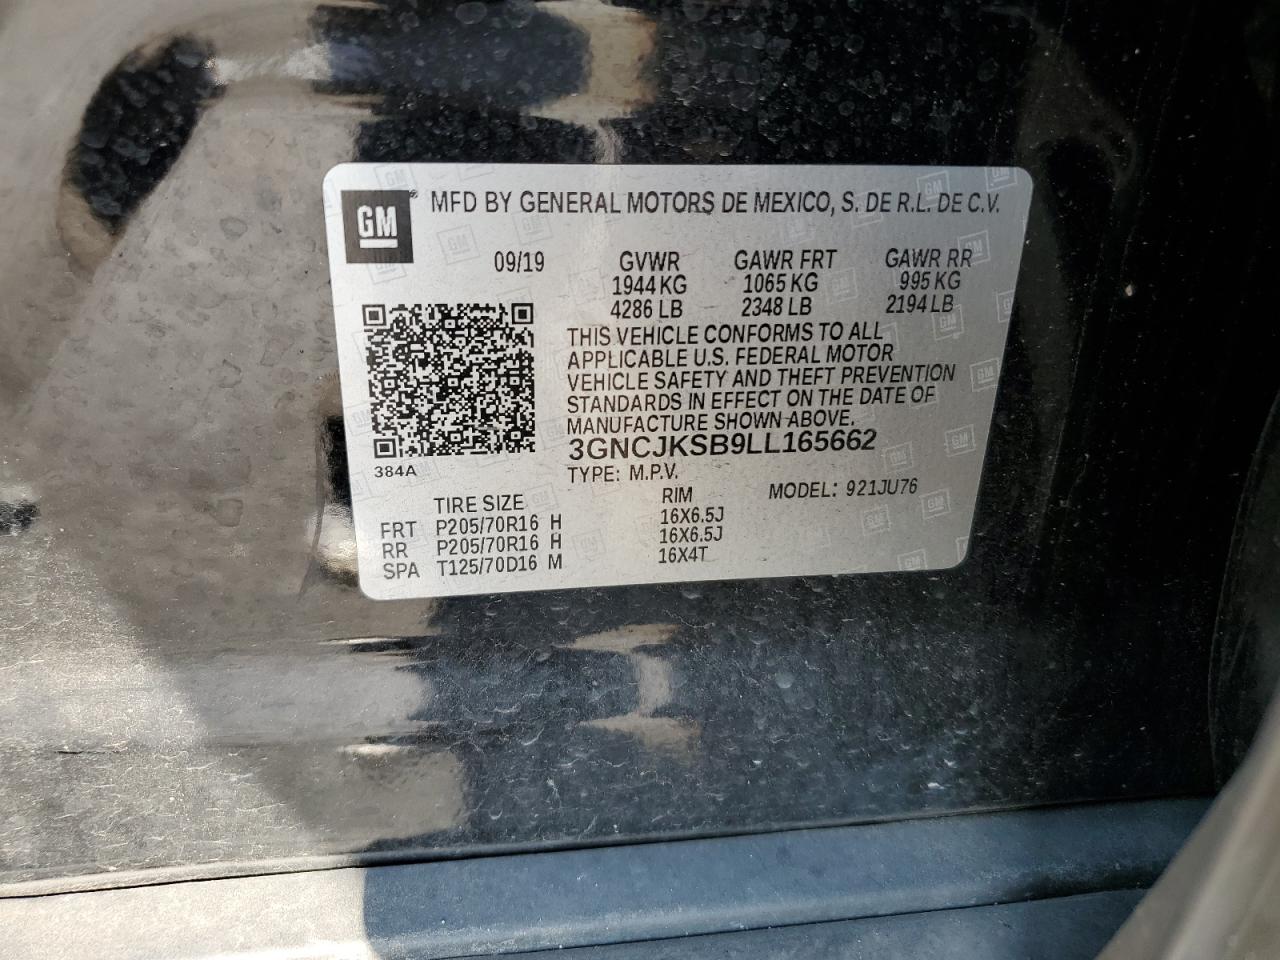 GM ® MFD BY GENERAL MOTORS DE MEXICO, S. DE R.L. DE C.V.
09/19 GVWR GAWR FRT GAWR RR
1944 KG 1065 KG 995 KG
4286 LB 2348 LB 2194 LB
THIS VEHICLE CONFORMS TO ALL
APPLICABLE U.S. FEDERAL MOTOR
VEHICLE SAFETY AND THEFT PREVENTION
STANDARDS IN EFFECT ON THE DATE OF
MANUFACTURE SHOWN ABOVE.
3GNCJKSB9LL165662
384A TYPE: M.P.V.
TIRE SIZE RIM MODEL: 921JU76
FRT P205/70R16 H 16X6.5J
RR P205/70R16 H 16X6.5J
SPA T125/70D16 M 16X4T